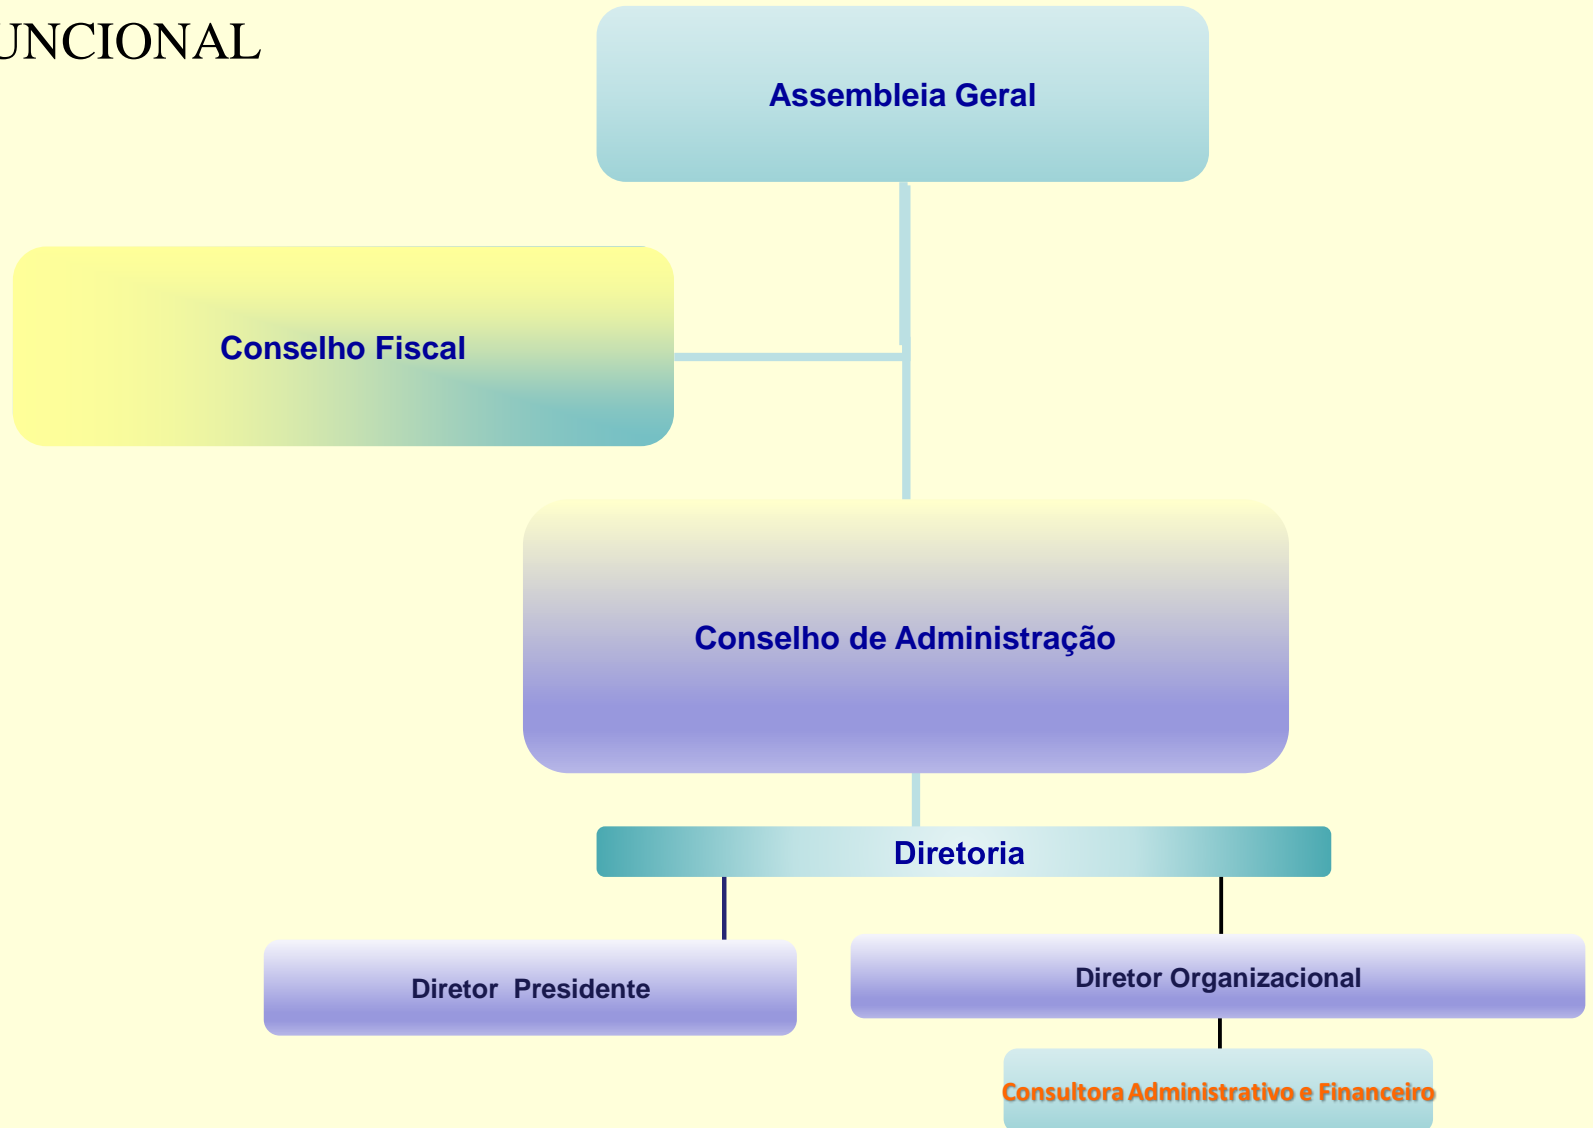 UNCIONAL
Assembleia Geral
Conselho Fiscal
Conselho de Administração
Diretoria
Diretor Presidente
Diretor Organizacional
Consultora Administrativo e Financeiro